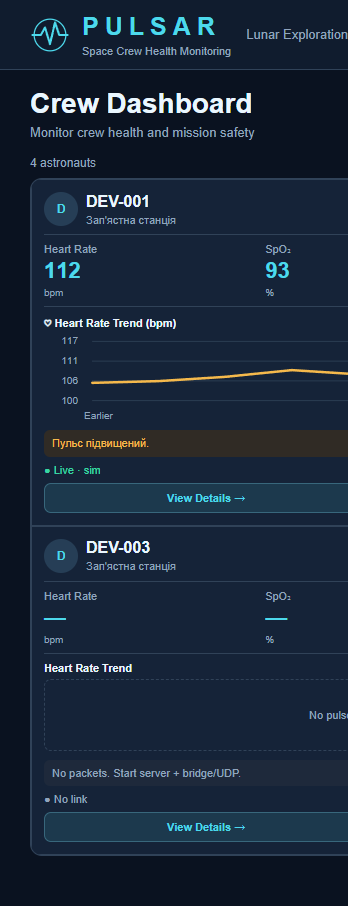 PULSAR
Space Crew Health Monitoring
Lunar Exploration
Crew Dashboard
Monitor crew health and mission safety
4 astronauts
D
DEV-001
Зап'ястна станція
Heart Rate
SpO₂
112
93
bpm
%
Heart Rate Trend (bpm)
117
111
106
100
Earlier
Пульс підвищений.
Live · sim
View Details →
D
DEV-003
Зап'ястна станція
Heart Rate
SpO₂
—
—
bpm
%
Heart Rate Trend
No puls
No packets. Start server + bridge/UDP.
No link
View Details →